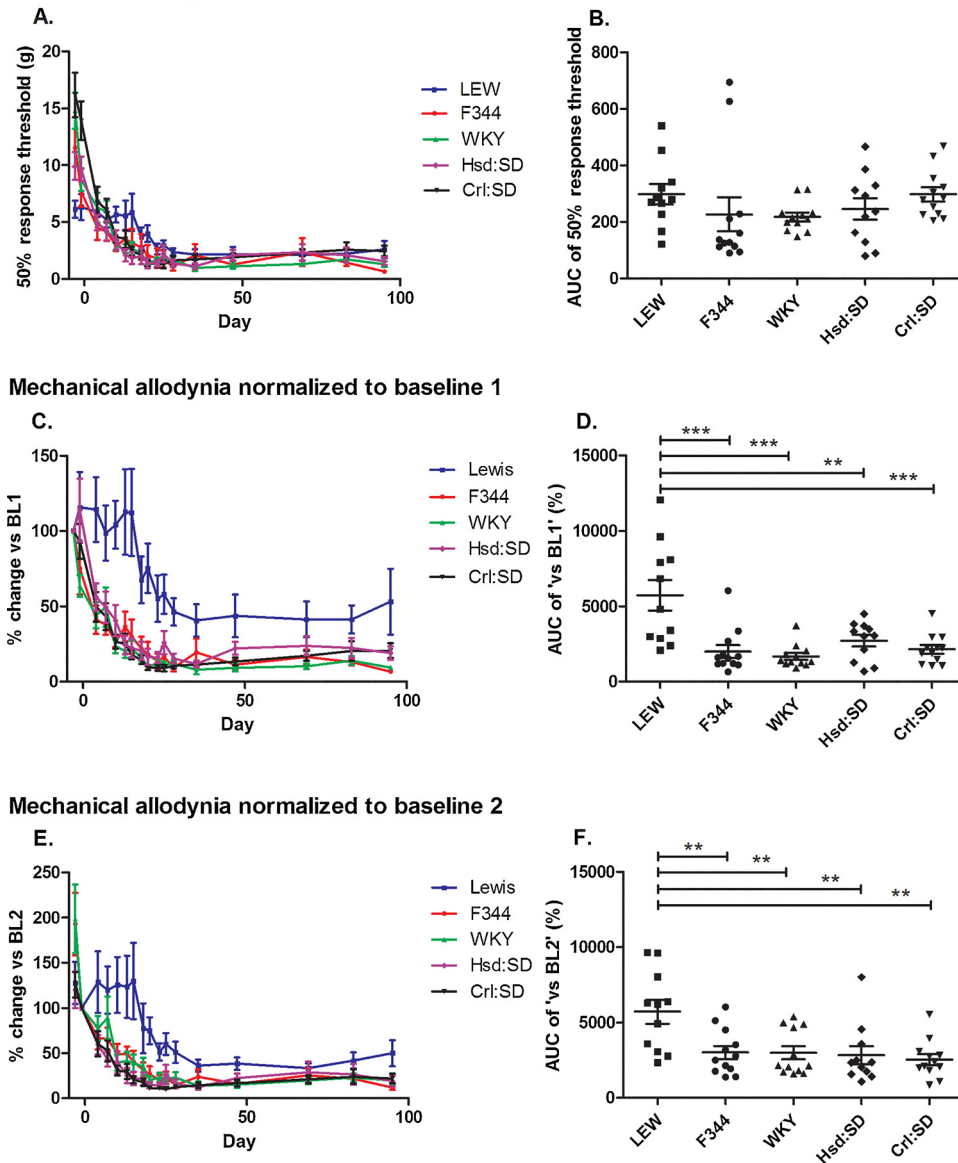 A.
20
15
10
5
0
50% response threshold (g)
0
50
100
Day
LEW
F344
WKY
Hsd:SD
Crl:SD
B.
800
600
400
200
0
AUC of 50% response threshold
LEW
F344
WKY
Hsd:SD
Crl:SD
Mechanical allodynia normalized to baseline 1
C.
150
100
50
0
% change vs BL1
0
50
100
Day
Lewis
F344
WKY
Hsd:SD
Crl:SD
D.
15000
10000
5000
0
AUC of 'vs BL1' (%)
***
***
**
***
LEW
F344
WKY
Hsd:SD
Crl:SD
Mechanical allodynia normalized to baseline 2
E.
250
200
150
100
50
0
% change vs BL2
0
50
100
Day
Lewis
F344
WKY
Hsd:SD
Crl:SD
F.
15000
10000
5000
0
AUC of 'vs BL2' (%)
**
**
**
**
LEW
F344
WKY
Hsd:SD
Crl:SD